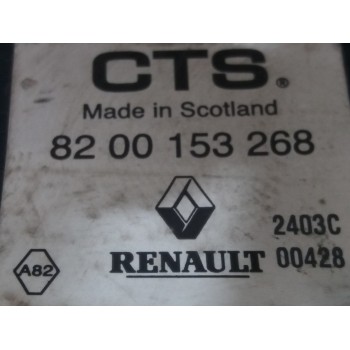 CTS®
Made in Scotland
82 00 153 268
2403C
A82 RENAULT 00428